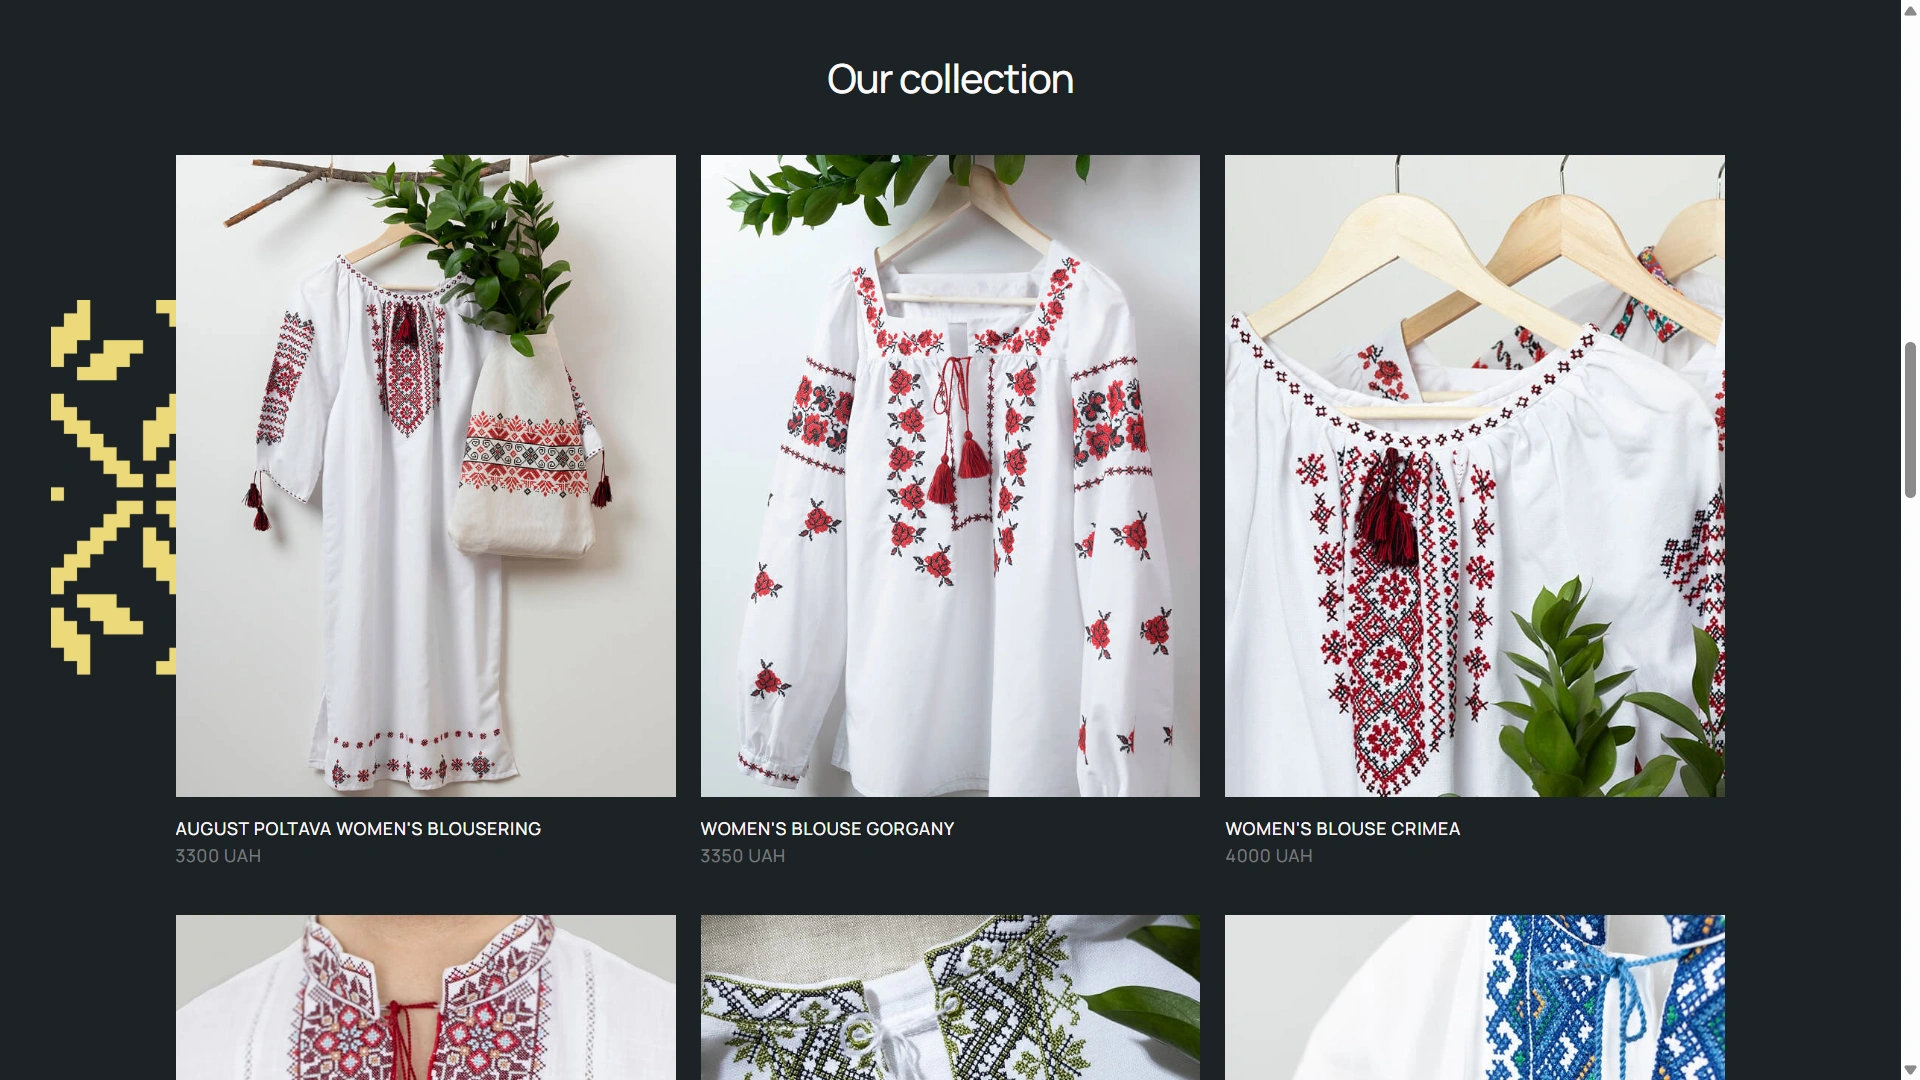 Our collection
AUGUST POLTAVA WOMEN'S BLOUSERING
3300 UAH
WOMEN'S BLOUSE GORGANY
3350 UAH
WOMEN'S BLOUSE CRIMEA
4000 UAH